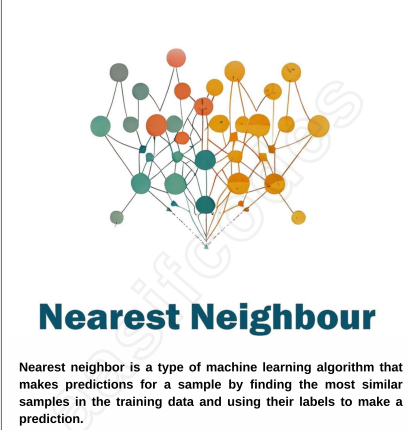 Nearest Neighbour
Nearest neighbor is a type of machine learning algorithm that
makes predictions for a sample by finding the most similar
samples in the training data and using their labels to make a
prediction.
asifcodes